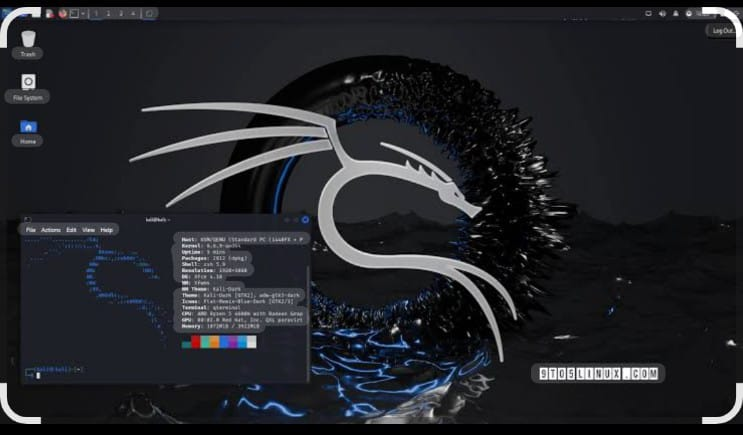 1 2 3 4
Log Out...
Trash
File System
Home
kali@kali: ~
File Actions Edit View Help
Host: KVM/QEMU (Standard PC (i440FX + P
Kernel:
Uptime: 5 mins
Packages: 2812 (dpkg)
Shell: zsh 5.9
Resolution: 1920x1080
DE: Xfce 4.18
WM: Xfwm4
WM Theme: Kali-Dark
Theme: Kali-Dark [GTK2], adw-gtk3-dark
Icons: Flat-Remix-Blue-Dark [GTK2/3]
Terminal: qterminal
CPU: AMD Ryzen 5 with Radeon Grap
GPU: 00:02.0 Red Hat, Inc. QXL paravirt
Memory: 1072MiB / 3922MiB
(kali㉿kali)-[~]
$
9TO5LINUX.COM